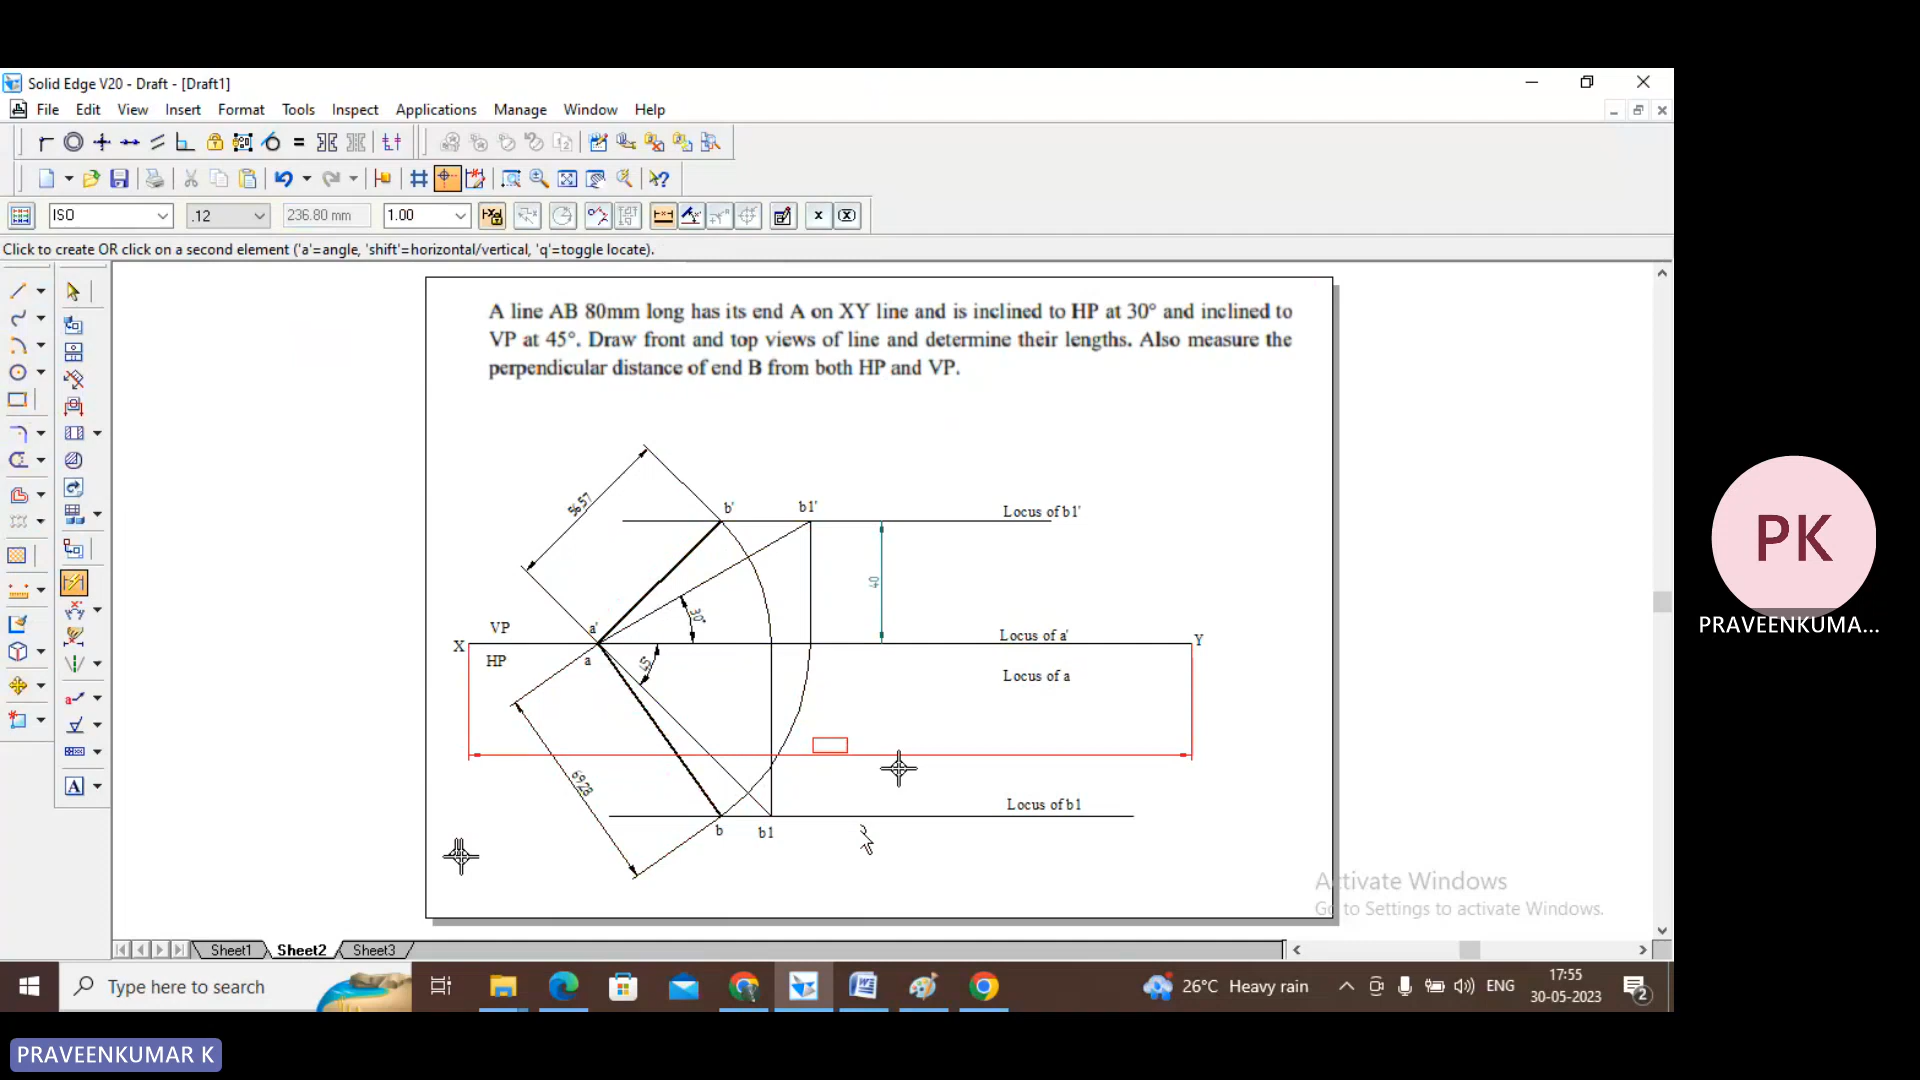 Solid Edge V20 - Draft - [Draft1]
File Edit View Insert Format Tools Inspect Applications Manage Window Help
ISO .12 236.80 mm 1.00
Click to create OR click on a second element ('a'=angle, 'shift'=horizontal/vertical, 'q'=toggle locate).
A line AB 80mm long has its end A on XY line and is inclined to HP at 30° and inclined to
VP at 45°. Draw front and top views of line and determine their lengths. Also measure the
perpendicular distance of end B from both HP and VP.
56.57
b' b1' Locus of b1'
40
30°
VP a' Locus of a'
X Y
HP a 45°
Locus of a
69.28
Locus of b1
b b1
Activate Windows
Go to Settings to activate Windows.
Sheet1 Sheet2 Sheet3
Type here to search
26°C Heavy rain ENG 17:55
30-05-2023
2
PK
PRAVEENKUMA...
PRAVEENKUMAR K